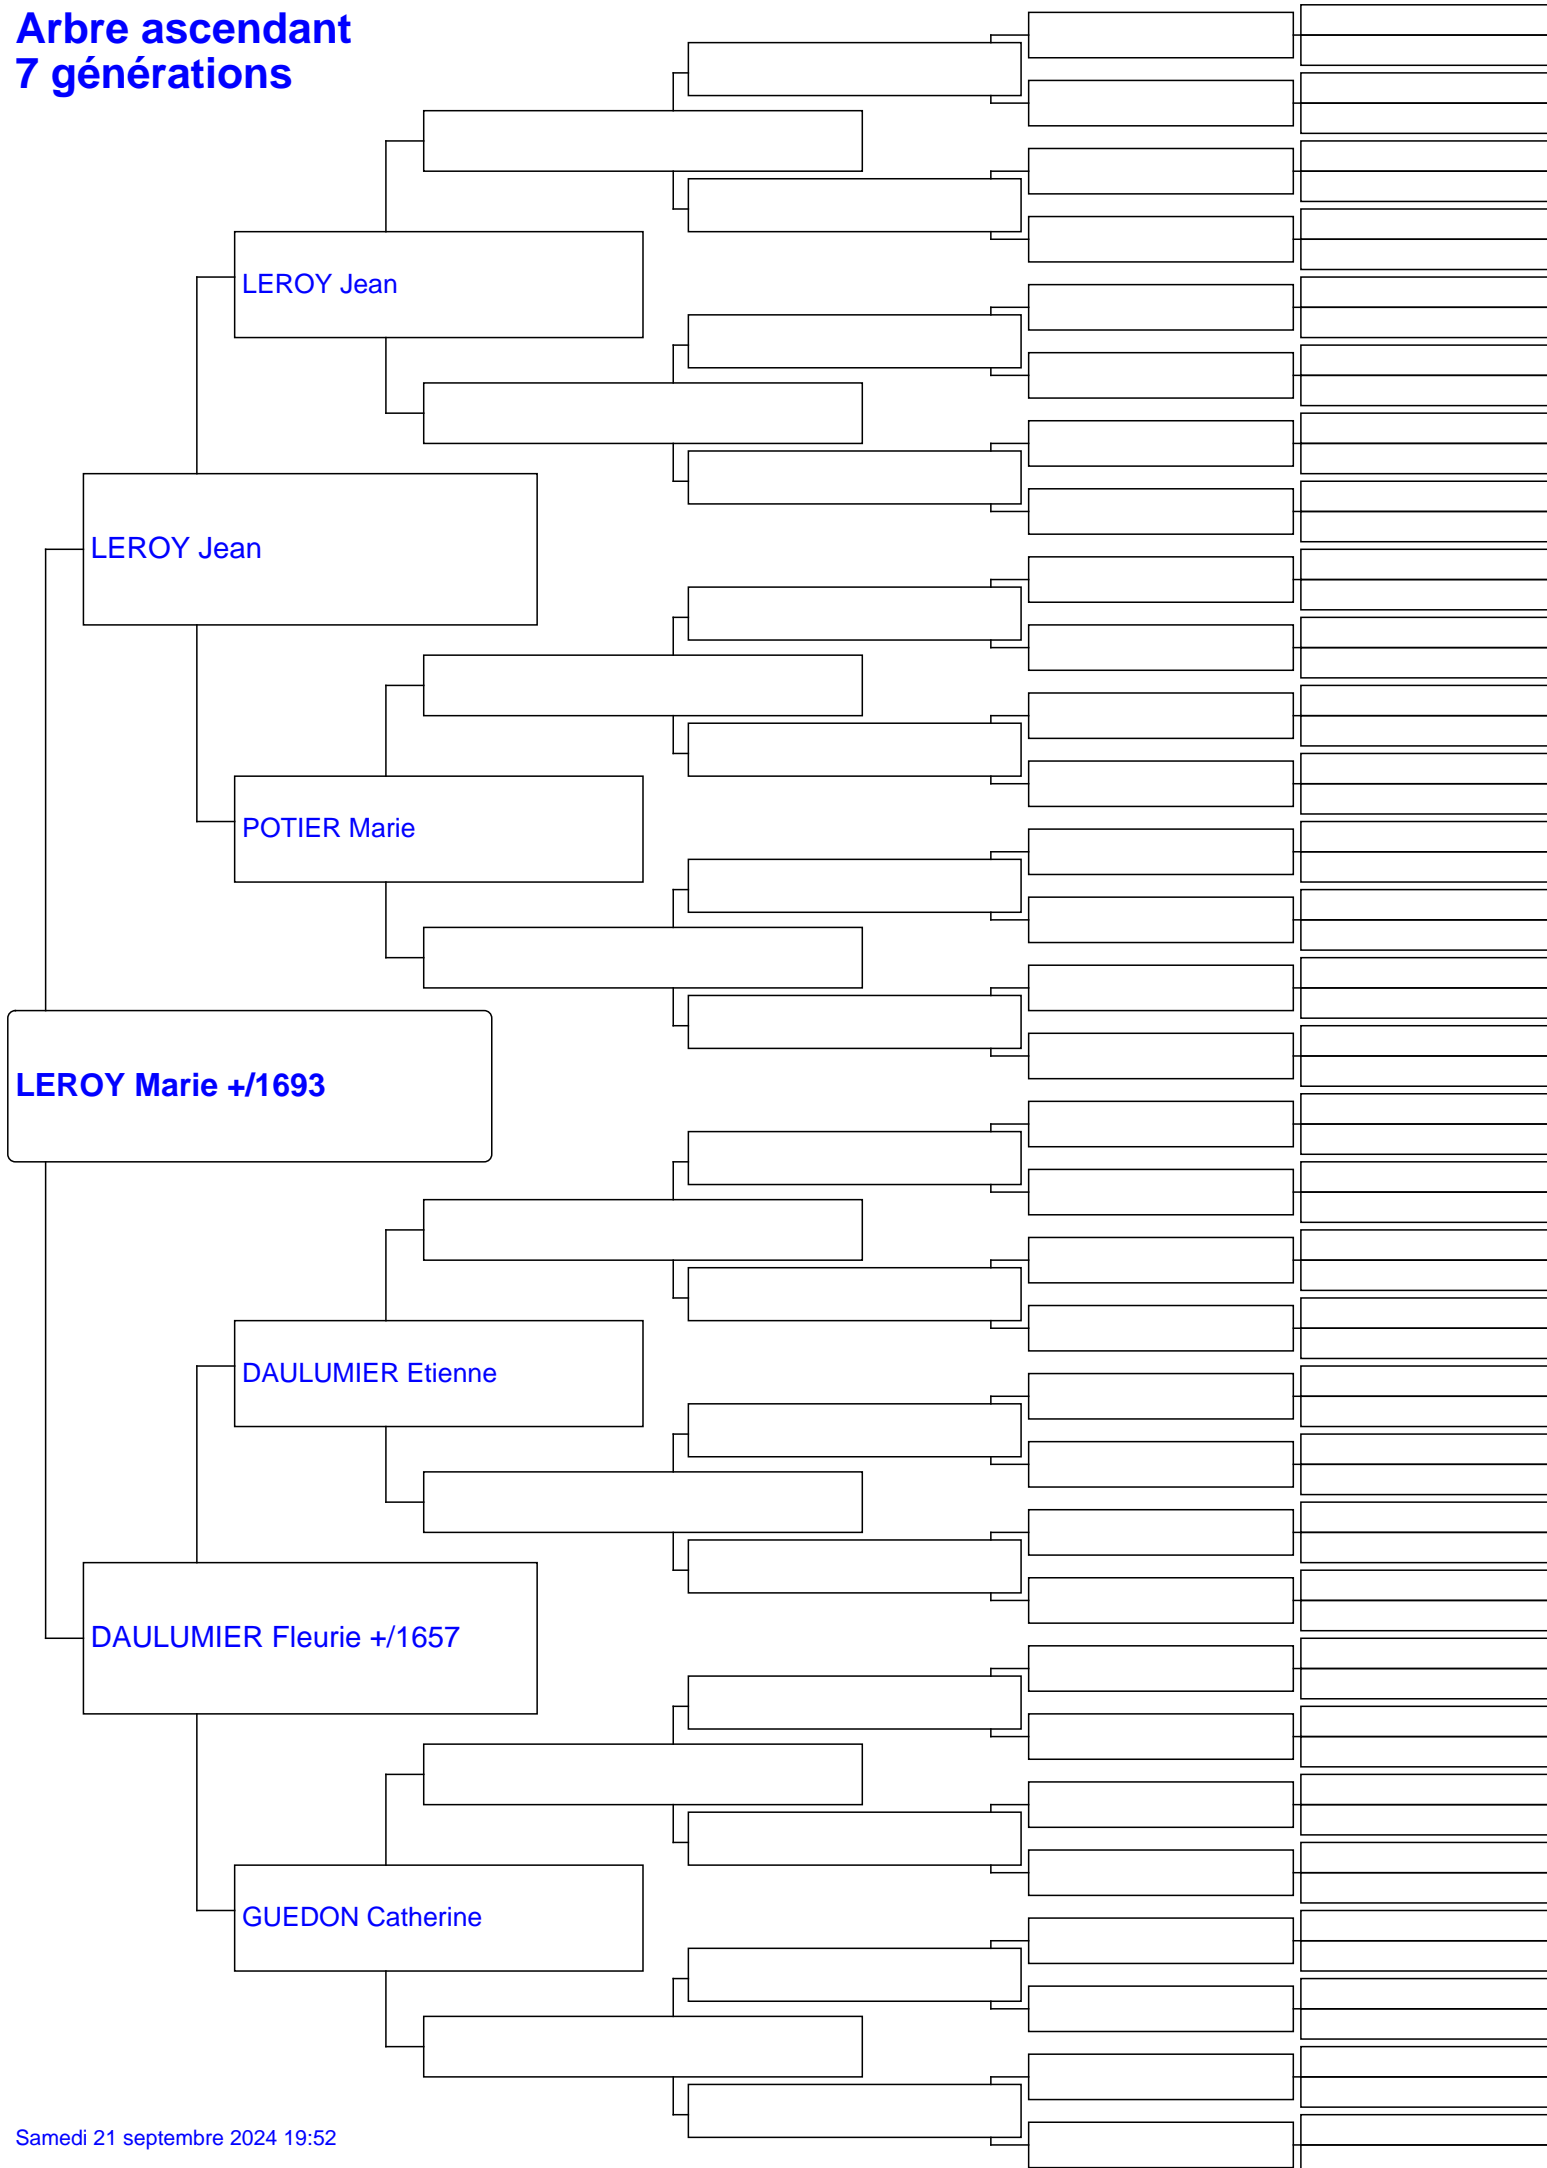 Arbre ascendant
7 générations
LEROY Jean
LEROY Jean
POTIER Marie
LEROY Marie +/1693
DAULUMIER Etienne
DAULUMIER Fleurie +/1657
GUEDON Catherine
Samedi 21 septembre 2024 19:52